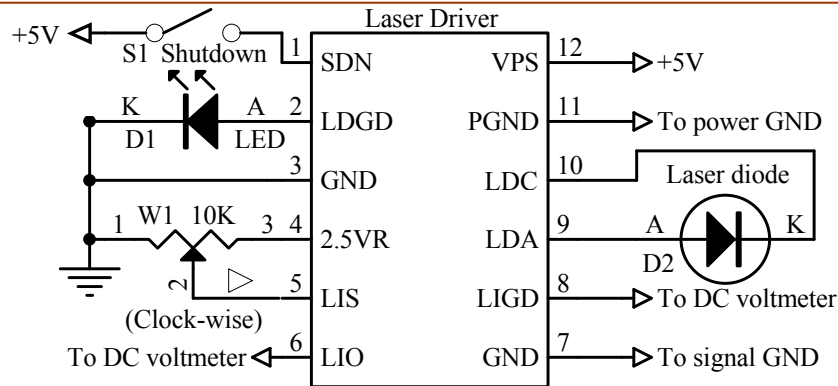 Laser Driver
+5V
S1 Shutdown
1
SDN
VPS
12
+5V
K
A
2
LDGD
PGND
11
To power GND
D1
LED
3
GND
LDC
10
Laser diode
1
W1
10K
3
4
2.5VR
LDA
9
A
K
D2
2
5
LIS
LIGD
8
To DC voltmeter
(Clock-wise)
To DC voltmeter
6
LIO
GND
7
To signal GND